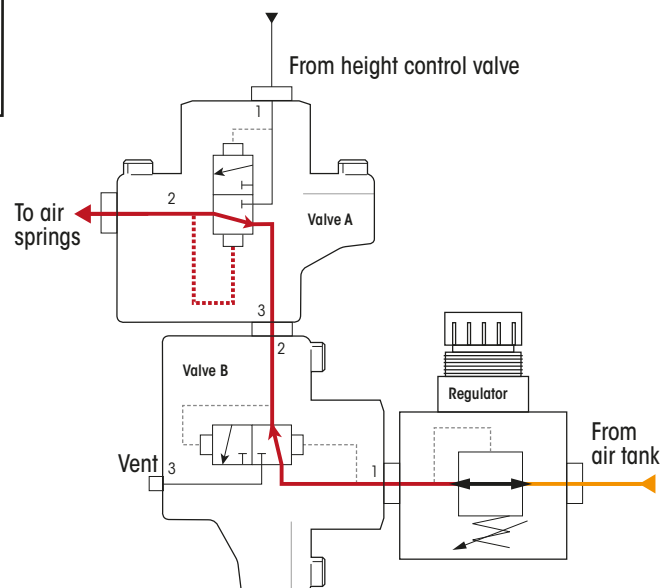 From height control valve
1
2
To air
springs
Valve A
3
2
Valve B
Regulator
From
air tank
Vent
3
1